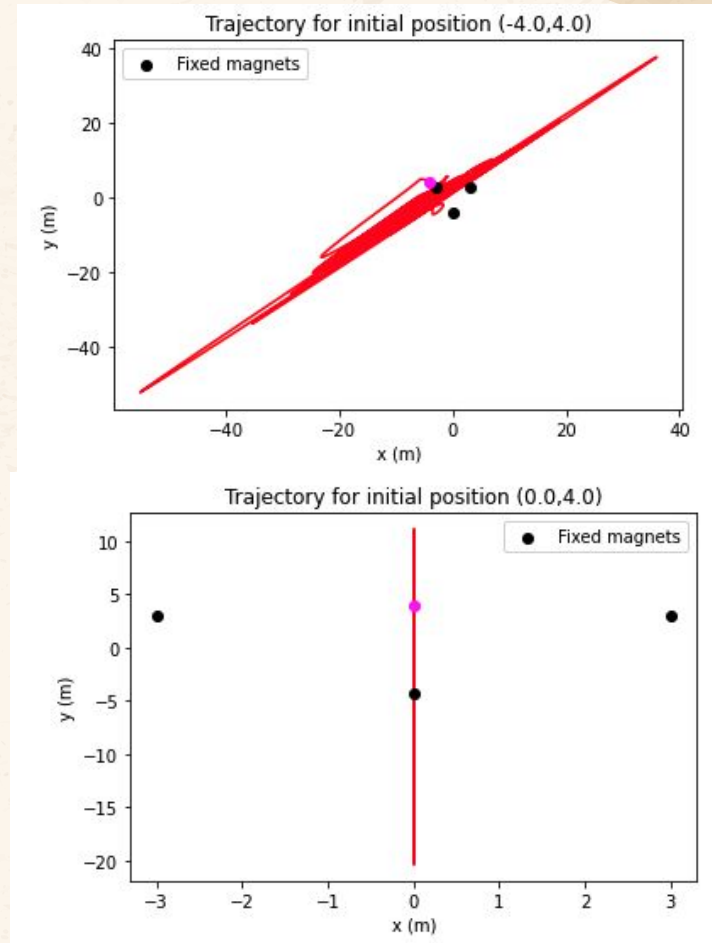 Trajectory for initial position (-4.0,4.0)
Fixed magnets
40
20
0
−20
−40
y (m)
−40 −20 0 20 40
x (m)
Trajectory for initial position (0.0,4.0)
Fixed magnets
10
5
0
−5
−10
−15
−20
y (m)
−3 −2 −1 0 1 2 3
x (m)